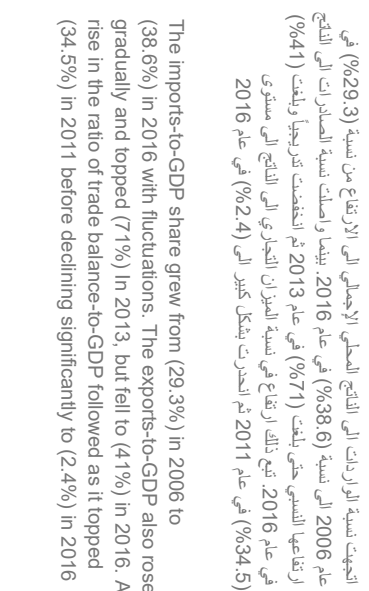 اتجهت نسبة الواردات الى الناتج المحلي الإجمالي الى الارتفاع من نسبة (29.3%) في
عام 2006 الى نسبة (38.6%) في عام 2016. بينما واصلت نسبة الصادرات الى الناتج
ارتفاعها النسبي حتى بلغت (71%) في عام 2013 ثم انخفضت تدريجياً وبلغت (41%)
في عام 2016. تبع ذلك ارتفاع في نسبة الميزان التجاري الى الناتج الى مستوى
(34.5%) في عام 2011 ثم انحدرت بشكل كبير الى (2.4%) في عام 2016
The imports-to-GDP share grew from (29.3%) in 2006 to
(38.6%) in 2016 with fluctuations. The exports-to-GDP also rose
gradually and topped (71%) In 2013, but fell to (41%) in 2016. A
rise in the ratio of trade balance-to-GDP followed as it topped
(34.5%) in 2011 before declining significantly to (2.4%) in 2016